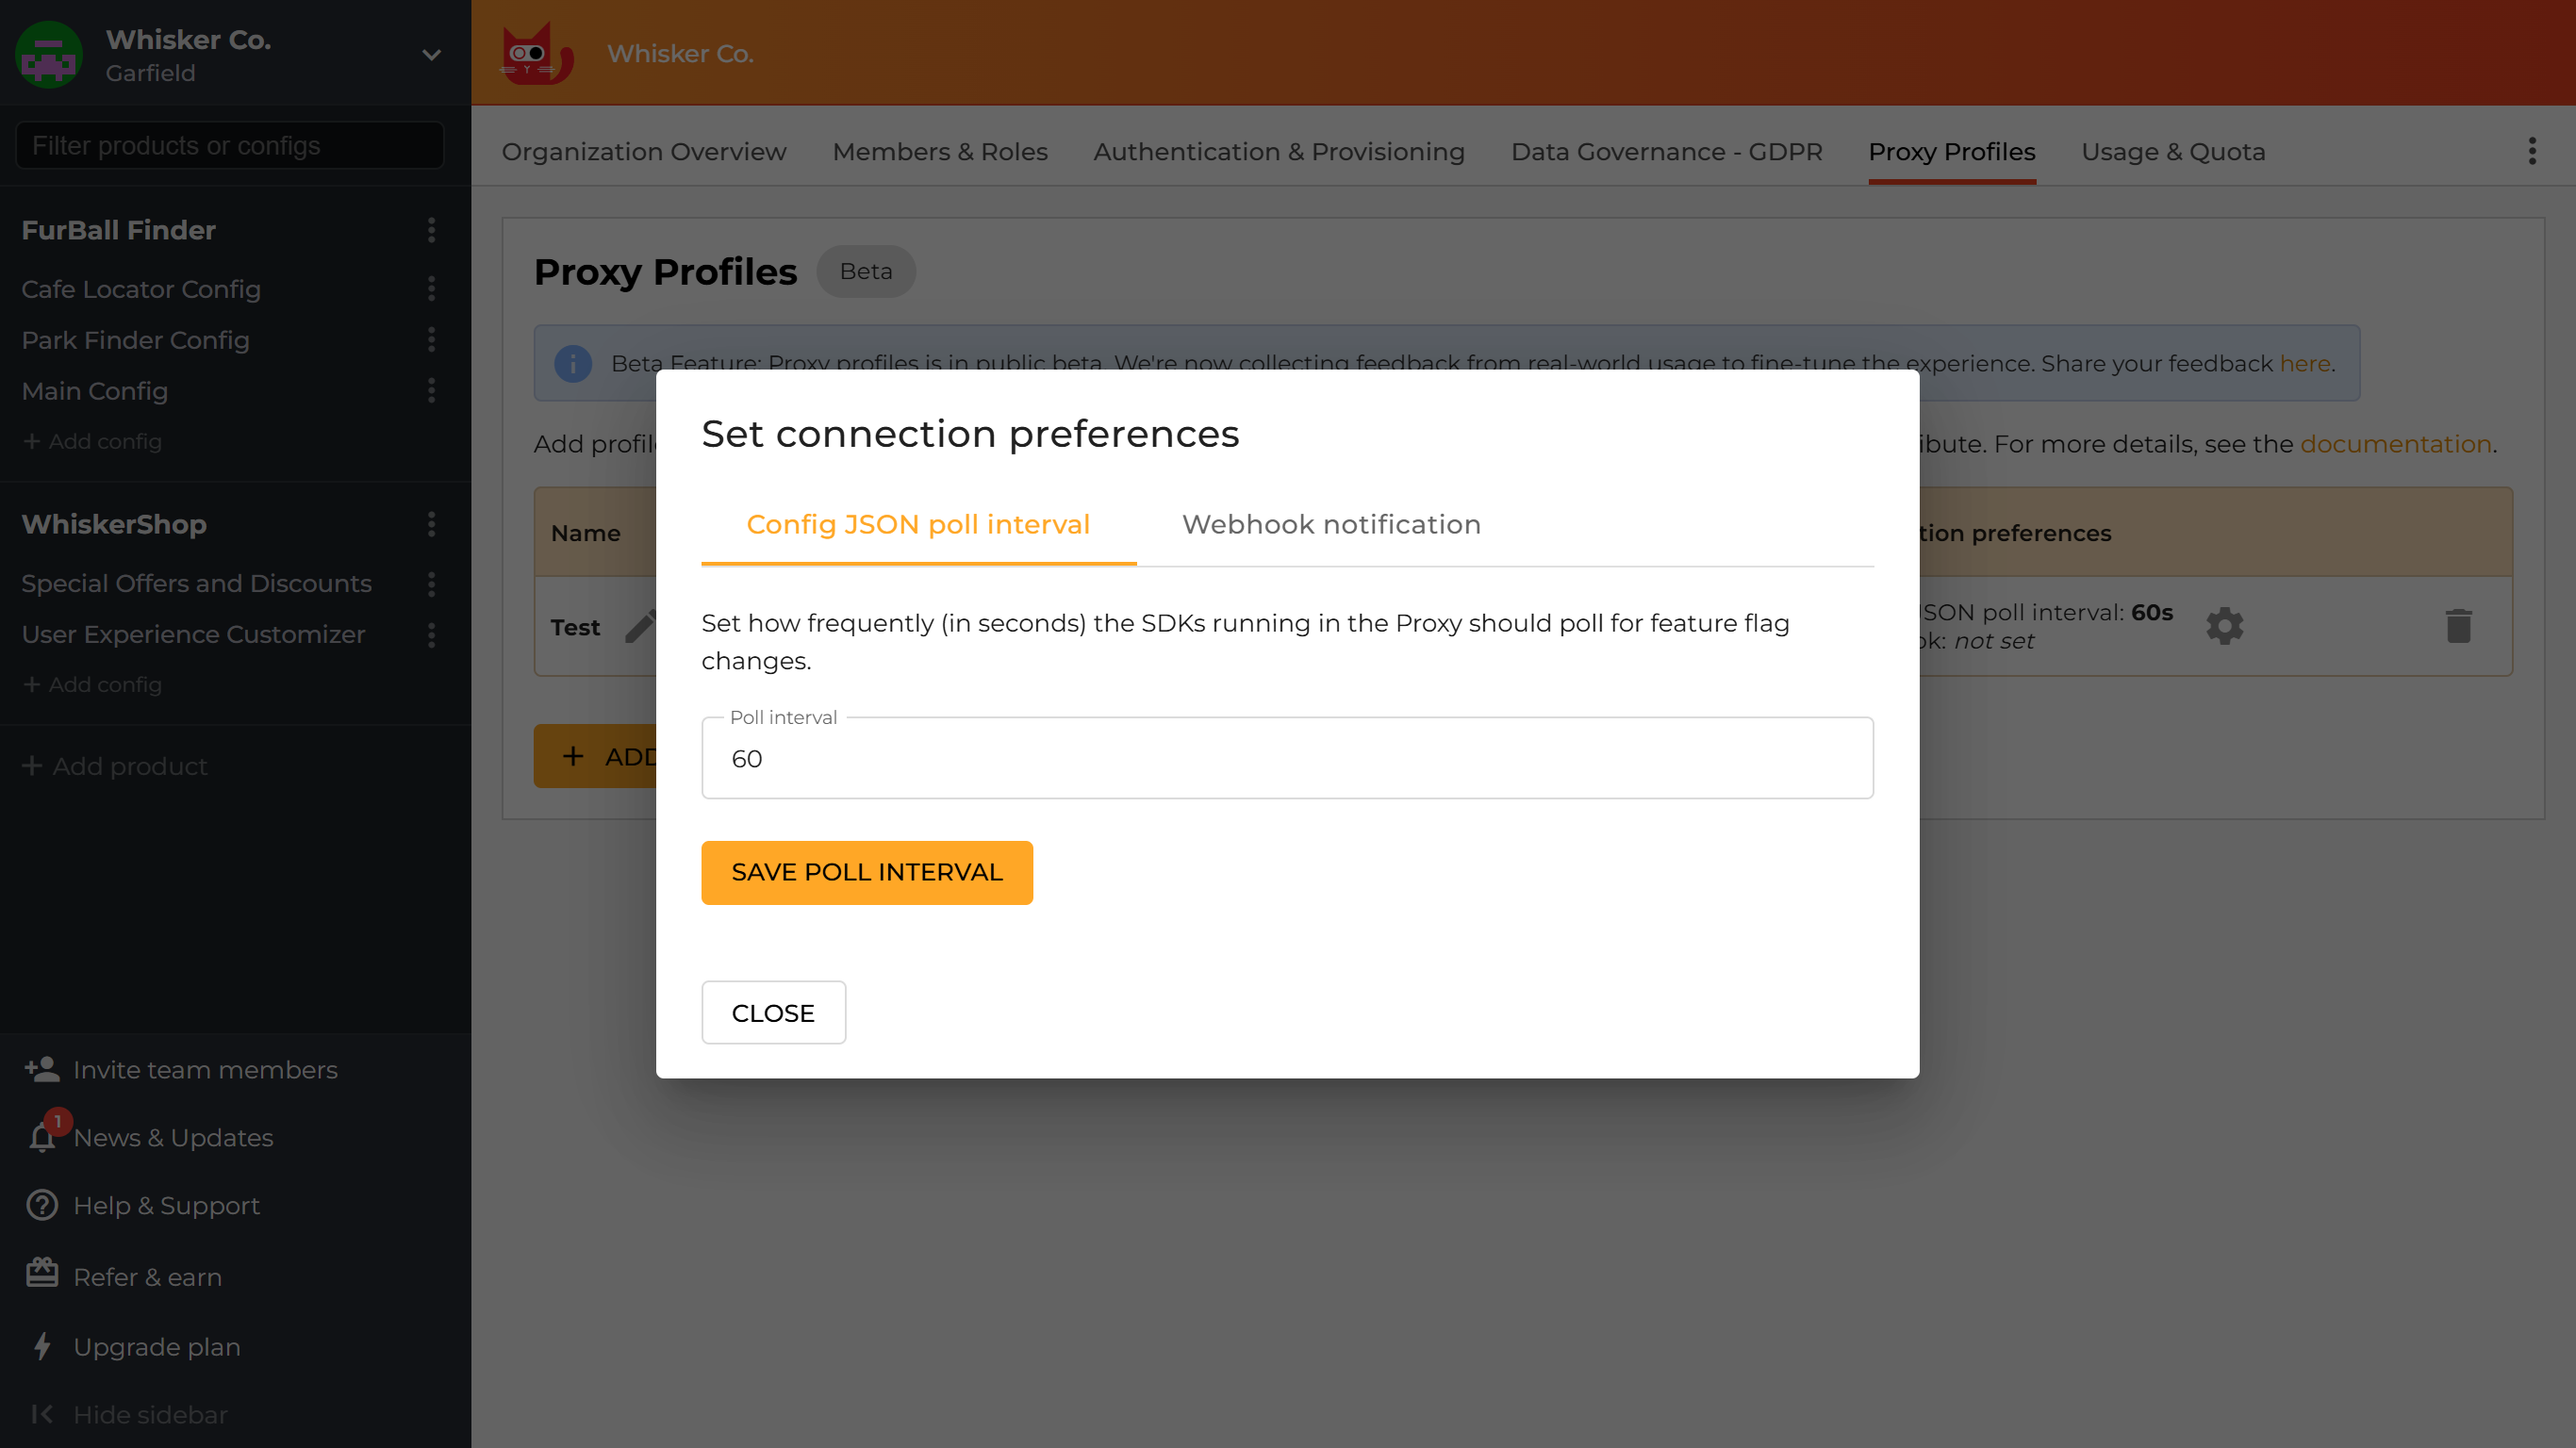 Whisker Co.
Garfield
Filter products or configs
FurBall Finder
Cafe Locator Config
Park Finder Config
Main Config
+ Add config
WhiskerShop
Special Offers and Discounts
User Experience Customizer
+ Add config
+ Add product
Invite team members
1
News & Updates
Help & Support
Refer & earn
Upgrade plan
Hide sidebar
Whisker Co.
Organization Overview Members & Roles Authentication & Provisioning Data Governance - GDPR Proxy Profiles Usage & Quota
Proxy Profiles Beta
Beta Feature: Proxy profiles is in public beta. We're now collecting feedback from real-world usage to fine-tune the experience. Share your feedback here.
Add ibute. For more details, see the documentation.
Name tion preferences
Test JSON poll interval: 60s
not set
+ ADD
Set connection preferences
Config JSON poll interval Webhook notification
Set how frequently (in seconds) the SDKs running in the Proxy should poll for feature flag
changes.
Poll interval
60
SAVE POLL INTERVAL
CLOSE